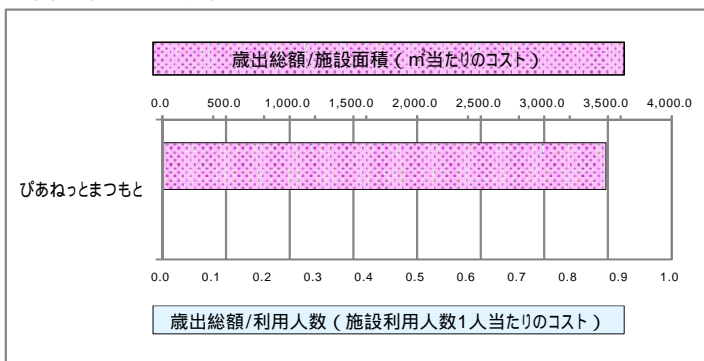 歳出総額/施設面積（㎡当たりのコスト）
0.0 500.0 1,000.0 1,500.0 2,000.0 2,500.0 3,000.0 3,500.0 4,000.0
ぴあねっとまつもと
0.0 0.1 0.2 0.3 0.4 0.5 0.6 0.7 0.8 0.9 1.0
歳出総額/利用人数（施設利用人数1人当たりのコスト）